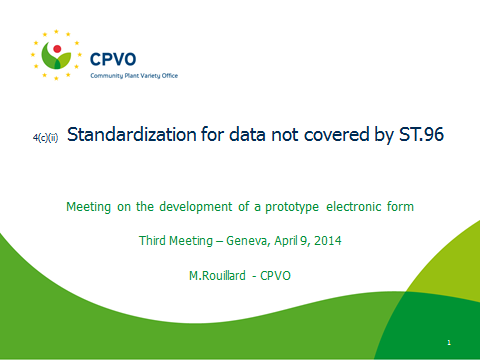 CPVO
Community Plant Variety Office
4(c)(ii) Standardization for data not covered by ST.96
Meeting on the development of a prototype electronic form
Third Meeting – Geneva, April 9, 2014
M.Rouillard - CPVO
1